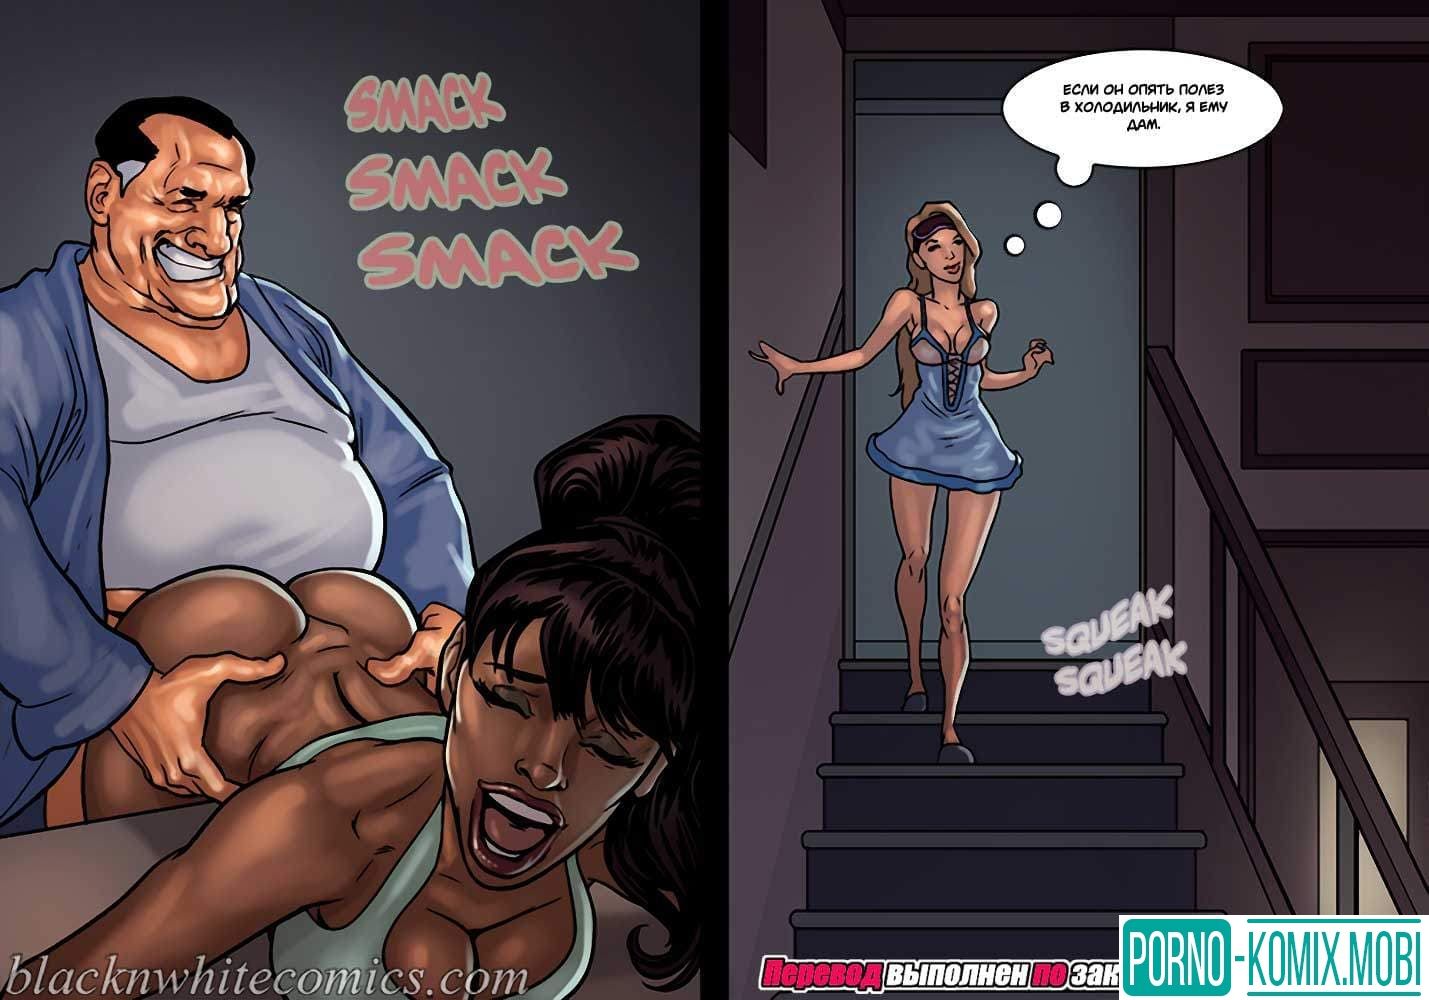 SMACK
SMACK
SMACK
ЕСЛИ ОН ОПЯТЬ ПОЛЕЗ
В ХОЛОДИЛЬНИК, Я ЕМУ
ДАМ.
SQUEAK
SQUEAK
blacknwhitecomics.com
Перевод выполнен по зак
PORNO-KOMIX.MOBI